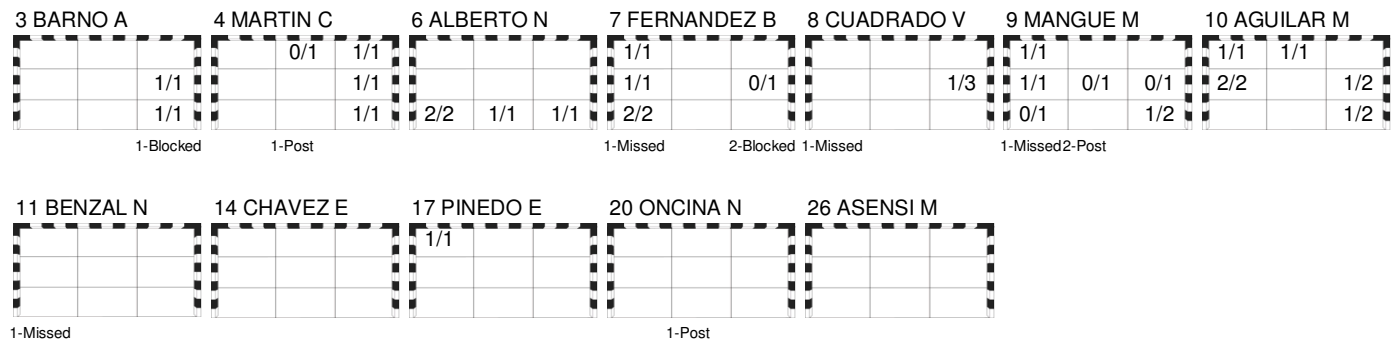 3 BARNO A 4 MARTIN C 6 ALBERTO N 7 FERNANDEZ B 8 CUADRADO V 9 MANGUE M 10 AGUILAR M
0/1 1/1 1/1 1/1 1/1 1/1
1/1 1/1 1/1 0/1 1/3 1/1 0/1 0/1 2/2 1/2
1/1 1/1 2/2 1/1 1/1 2/2 0/1 1/2 1/2
1-Blocked 1-Post 1-Missed 2-Blocked 1-Missed 1-Missed 2-Post
11 BENZAL N 14 CHAVEZ E 17 PINEDO E 20 ONCINA N 26 ASENSI M
1/1
1-Missed 1-Post